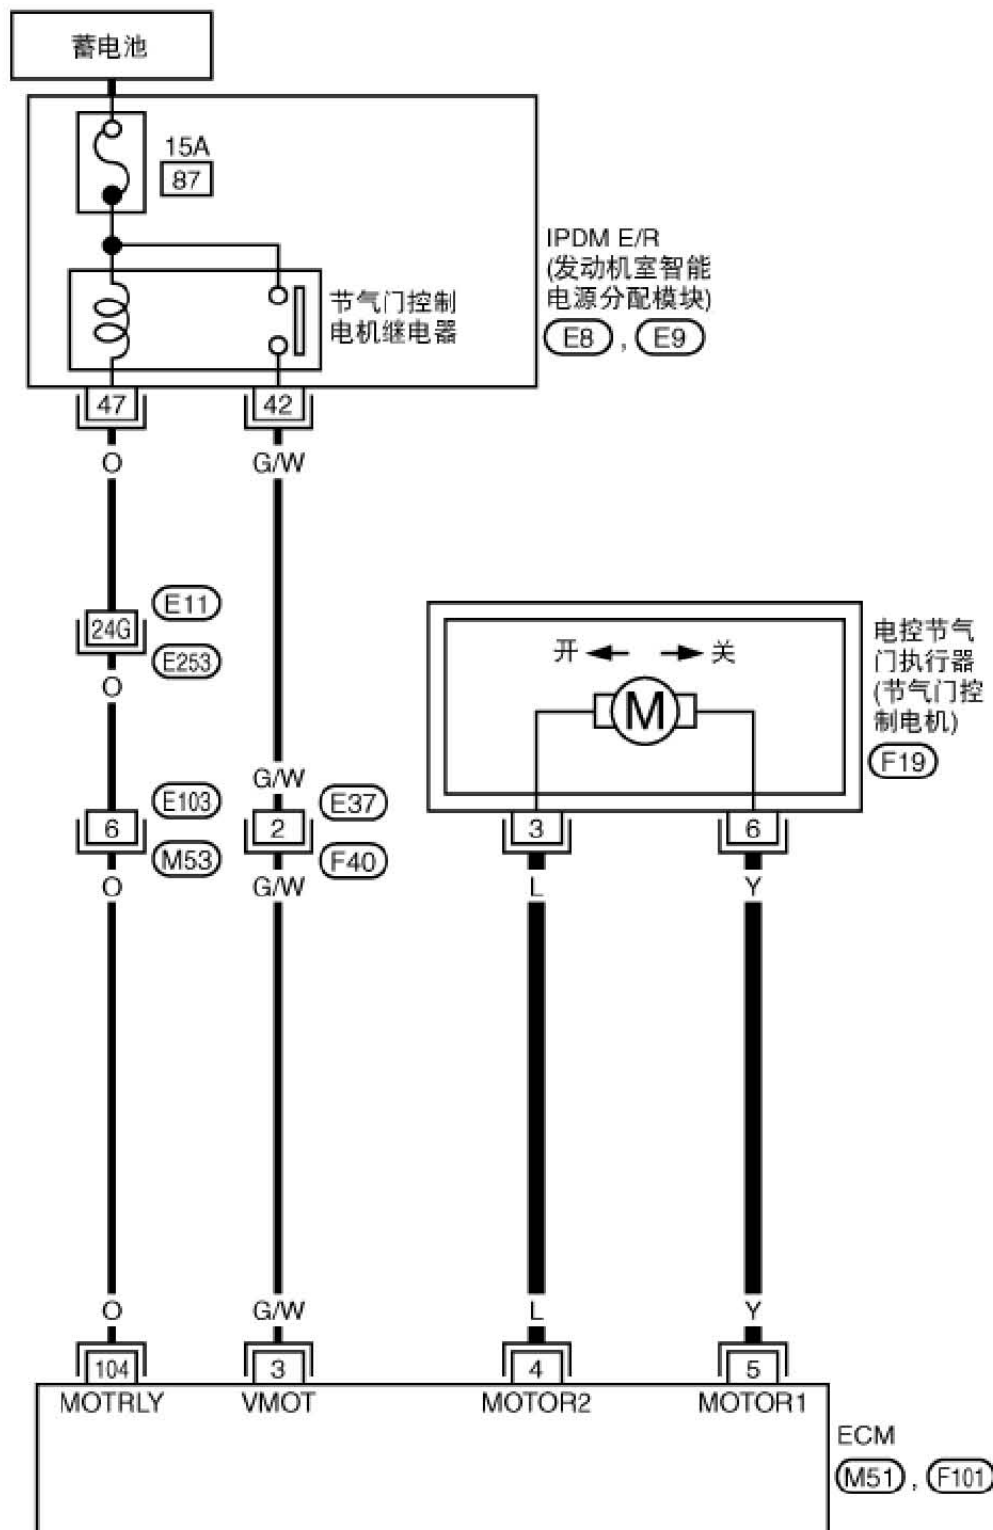 蓄电池
15A
87
IPDM E/R
(发动机室智能
电源分配模块)
E8 , E9
节气门控制
电机继电器
47
42
O
G/W
24G
E11
E253
O
G/W
6
E103
M53
2
E37
F40
O
G/W
开
关
M
电控节气
门执行器
(节气门控
制电机)
F19
3
6
L
Y
O
G/W
L
Y
104
3
4
5
MOTRLY
VMOT
MOTOR2
MOTOR1
ECM
M51 , F101